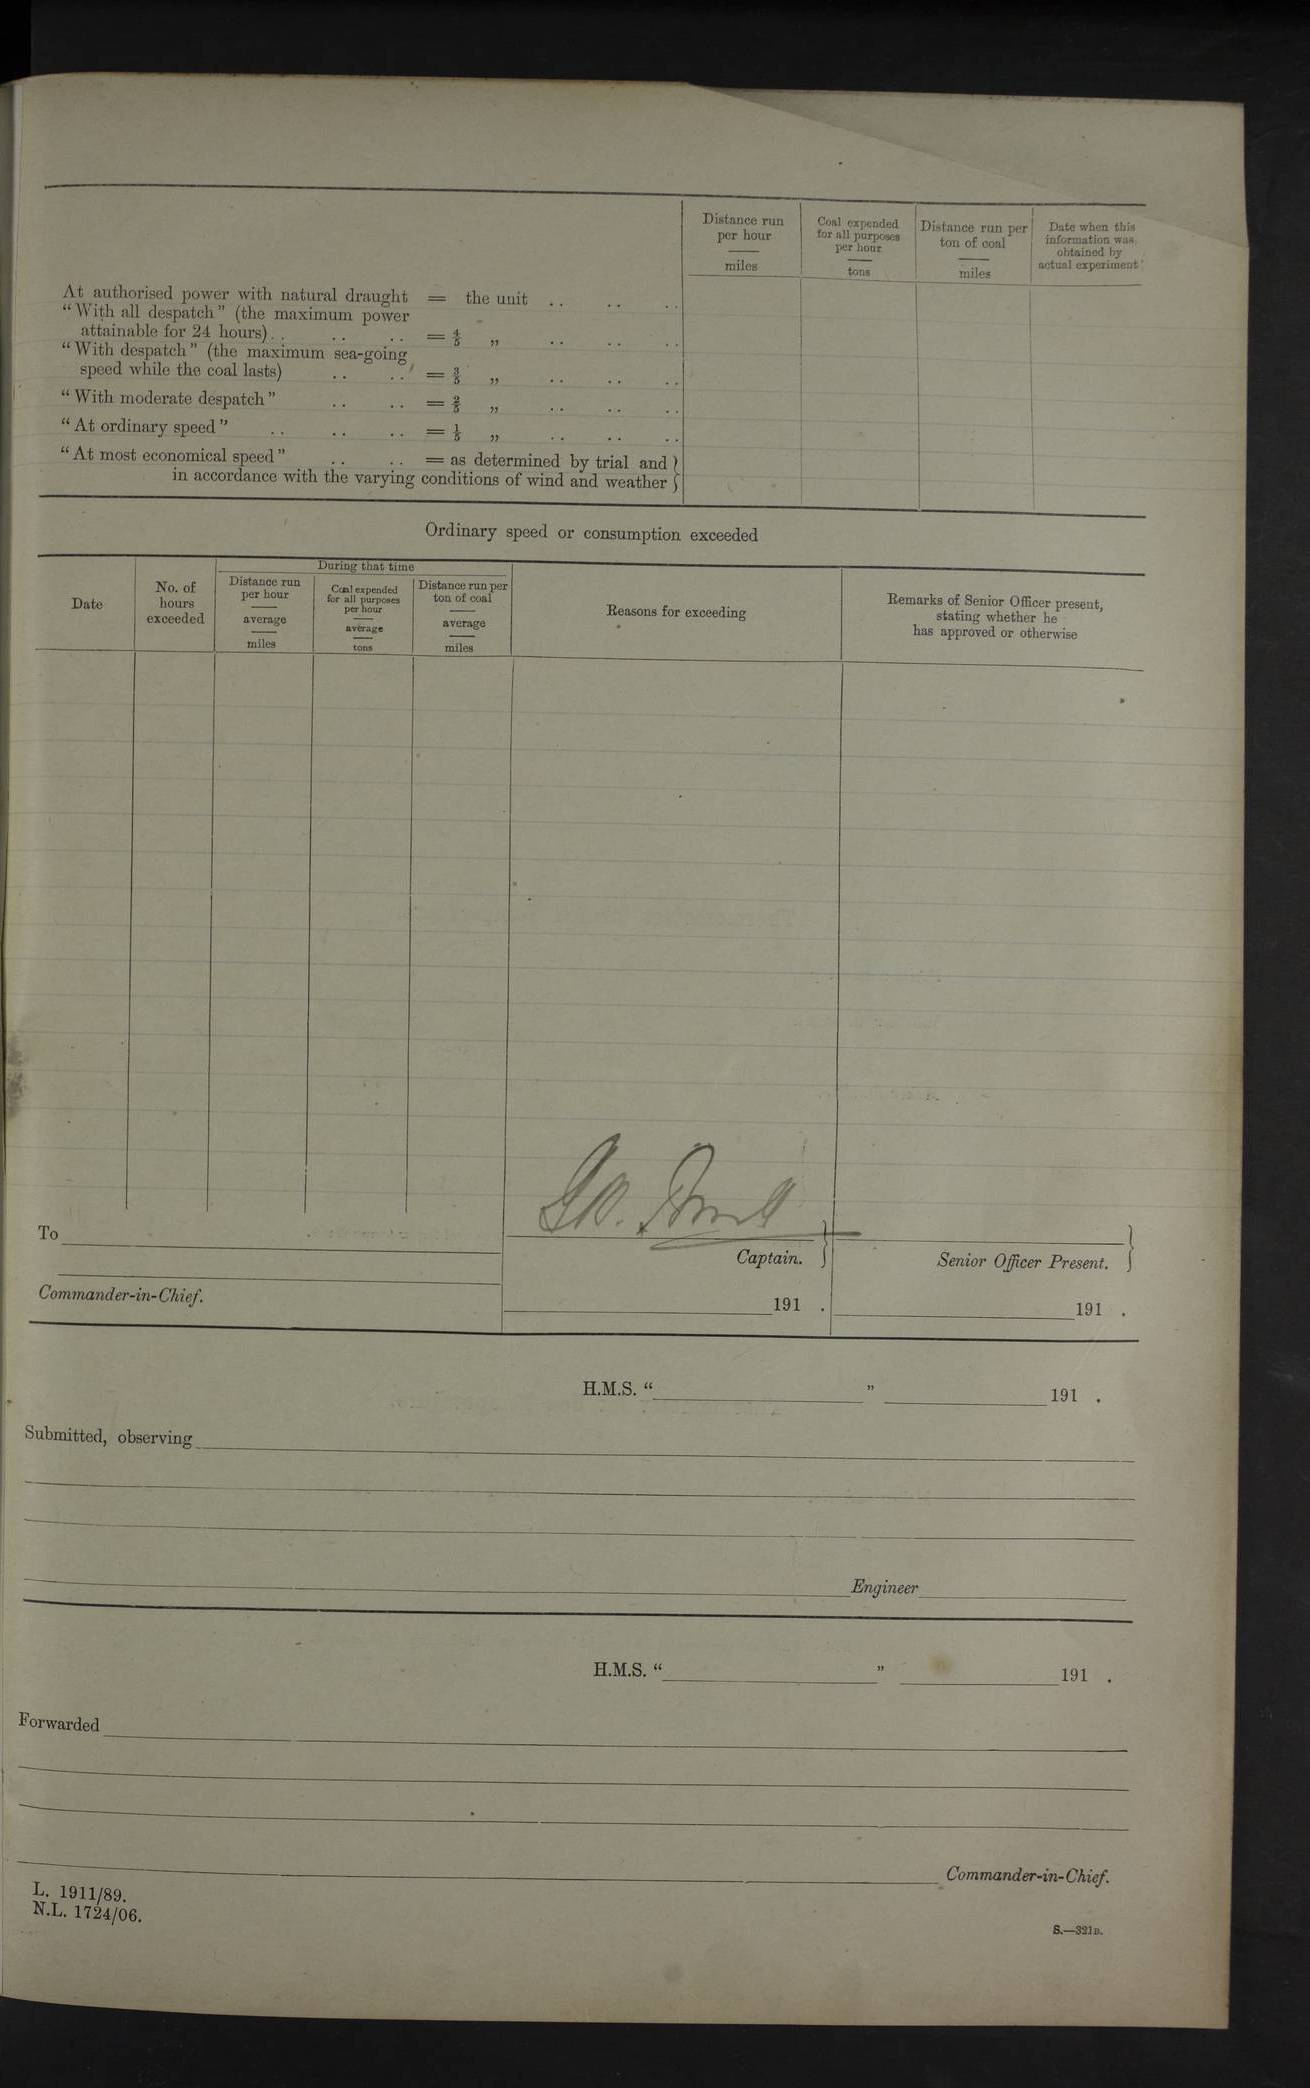 Distance run per hour miles
Coal expended for all purposes per hour tons
Distance run per ton of coal miles
Date when this information was obtained by actual experiment
At authorised power with natural draught = the unit .. .. ..
“With all despatch” (the maximum power
attainable for 24 hours) .. .. .. = 4/5 „ .. .. ..
“With despatch” (the maximum sea-going
speed while the coal lasts) .. .. = 3/5 „ .. .. ..
“With moderate despatch” .. .. = 2/5 „ .. .. ..
“At ordinary speed” .. .. .. = 1/5 „ .. .. ..
“At most economical speed” .. .. = as determined by trial and }
in accordance with the varying conditions of wind and weather }
Ordinary speed or consumption exceeded
Date
No. of hours exceeded
During that time
Distance run per hour average miles
Coal expended for all purposes per hour average tons
Distance run per ton of coal average miles
Reasons for exceeding
Remarks of Senior Officer present, stating whether he has approved or otherwise
To
Captain. }
Senior Officer Present. }
Commander-in-Chief.
191 .
191 .
H.M.S. “ ” 191 .
Submitted, observing
Engineer
H.M.S. “ ” 191 .
Forwarded
Commander-in-Chief.
L. 1911/89.
N.L. 1724/06.
S.—321B.